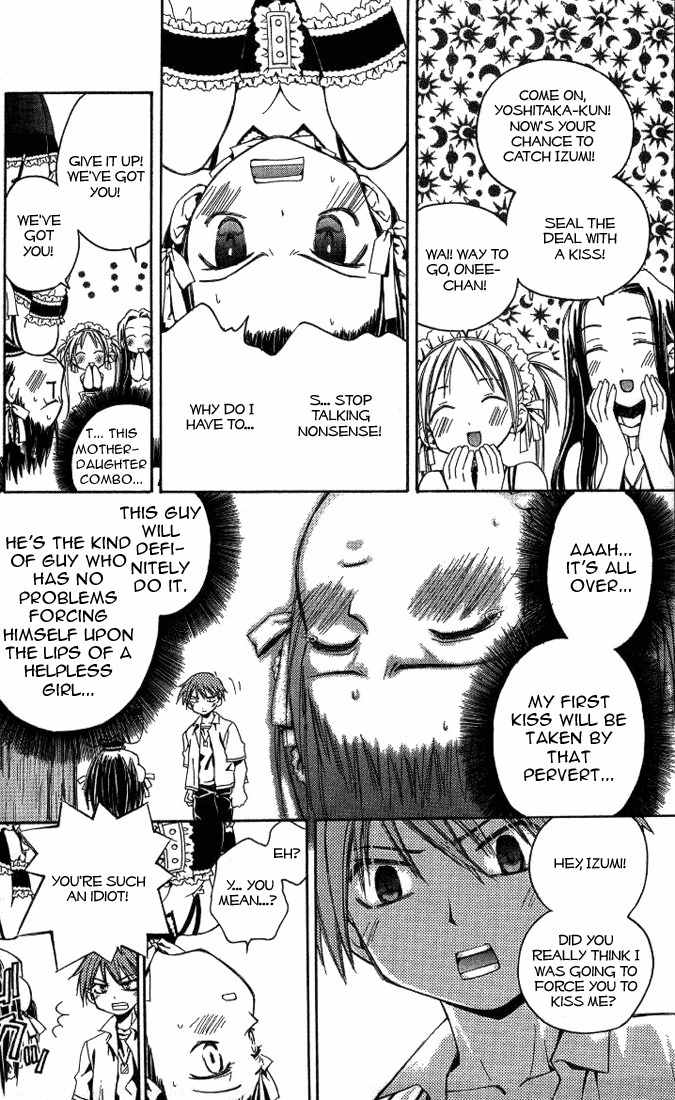 COME ON,
YOSHITAKA-KUN!
NOW'S YOUR
CHANCE TO
CATCH IZUMI!
SEAL THE
DEAL WITH
A KISS!
WAI! WAY TO
GO, ONEE-
CHAN!
S... STOP
TALKING
NONSENSE!
WHY DO I
HAVE TO...
GIVE IT UP!
WE'VE GOT
YOU!
WE'VE
GOT
YOU!
T... THIS
MOTHER-
DAUGHTER
COMBO...
AAAH...
IT'S ALL
OVER...
MY FIRST
KISS WILL BE
TAKEN BY
THAT
PERVERT...
THIS GUY
WILL
DEFI-
NITELY
DO IT.
HE'S THE KIND
OF GUY WHO
HAS NO
PROBLEMS
FORCING
HIMSELF UPON
THE LIPS OF A
HELPLESS
GIRL...
HEY, IZUMI!
DID YOU
REALLY THINK I
WAS GOING TO
FORCE YOU TO
KISS ME?
EH?
Y... YOU
MEAN...?
YOU'RE SUCH
AN IDIOT!